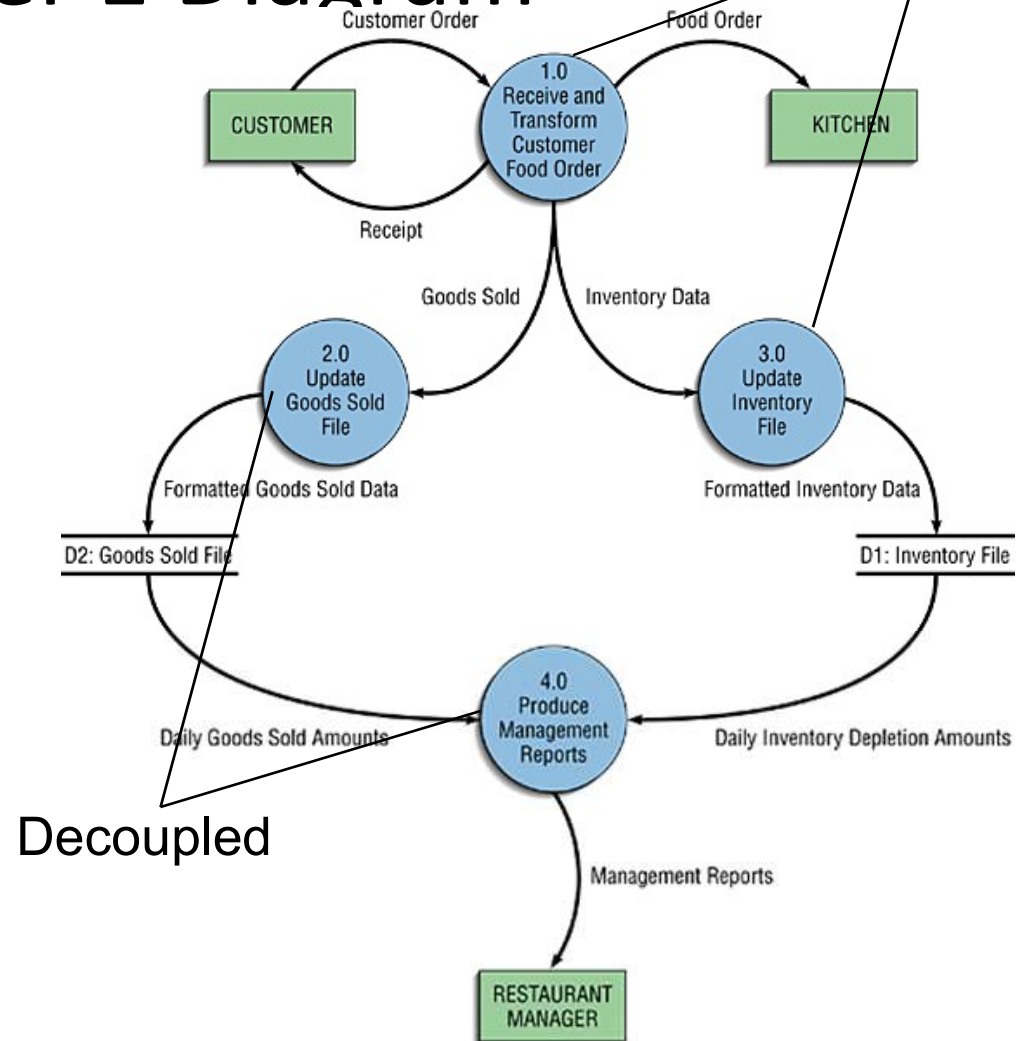 Customer Order
Food Order
CUSTOMER
1.0
Receive and
Transform
Customer
Food Order
KITCHEN
Receipt
Goods Sold
Inventory Data
2.0
Update
Goods Sold
File
3.0
Update
Inventory
File
Formatted Goods Sold Data
Formatted Inventory Data
D2: Goods Sold File
D1: Inventory File
4.0
Produce
Management
Reports
Daily Goods Sold Amounts
Daily Inventory Depletion Amounts
Decoupled
Management Reports
RESTAURANT
MANAGER